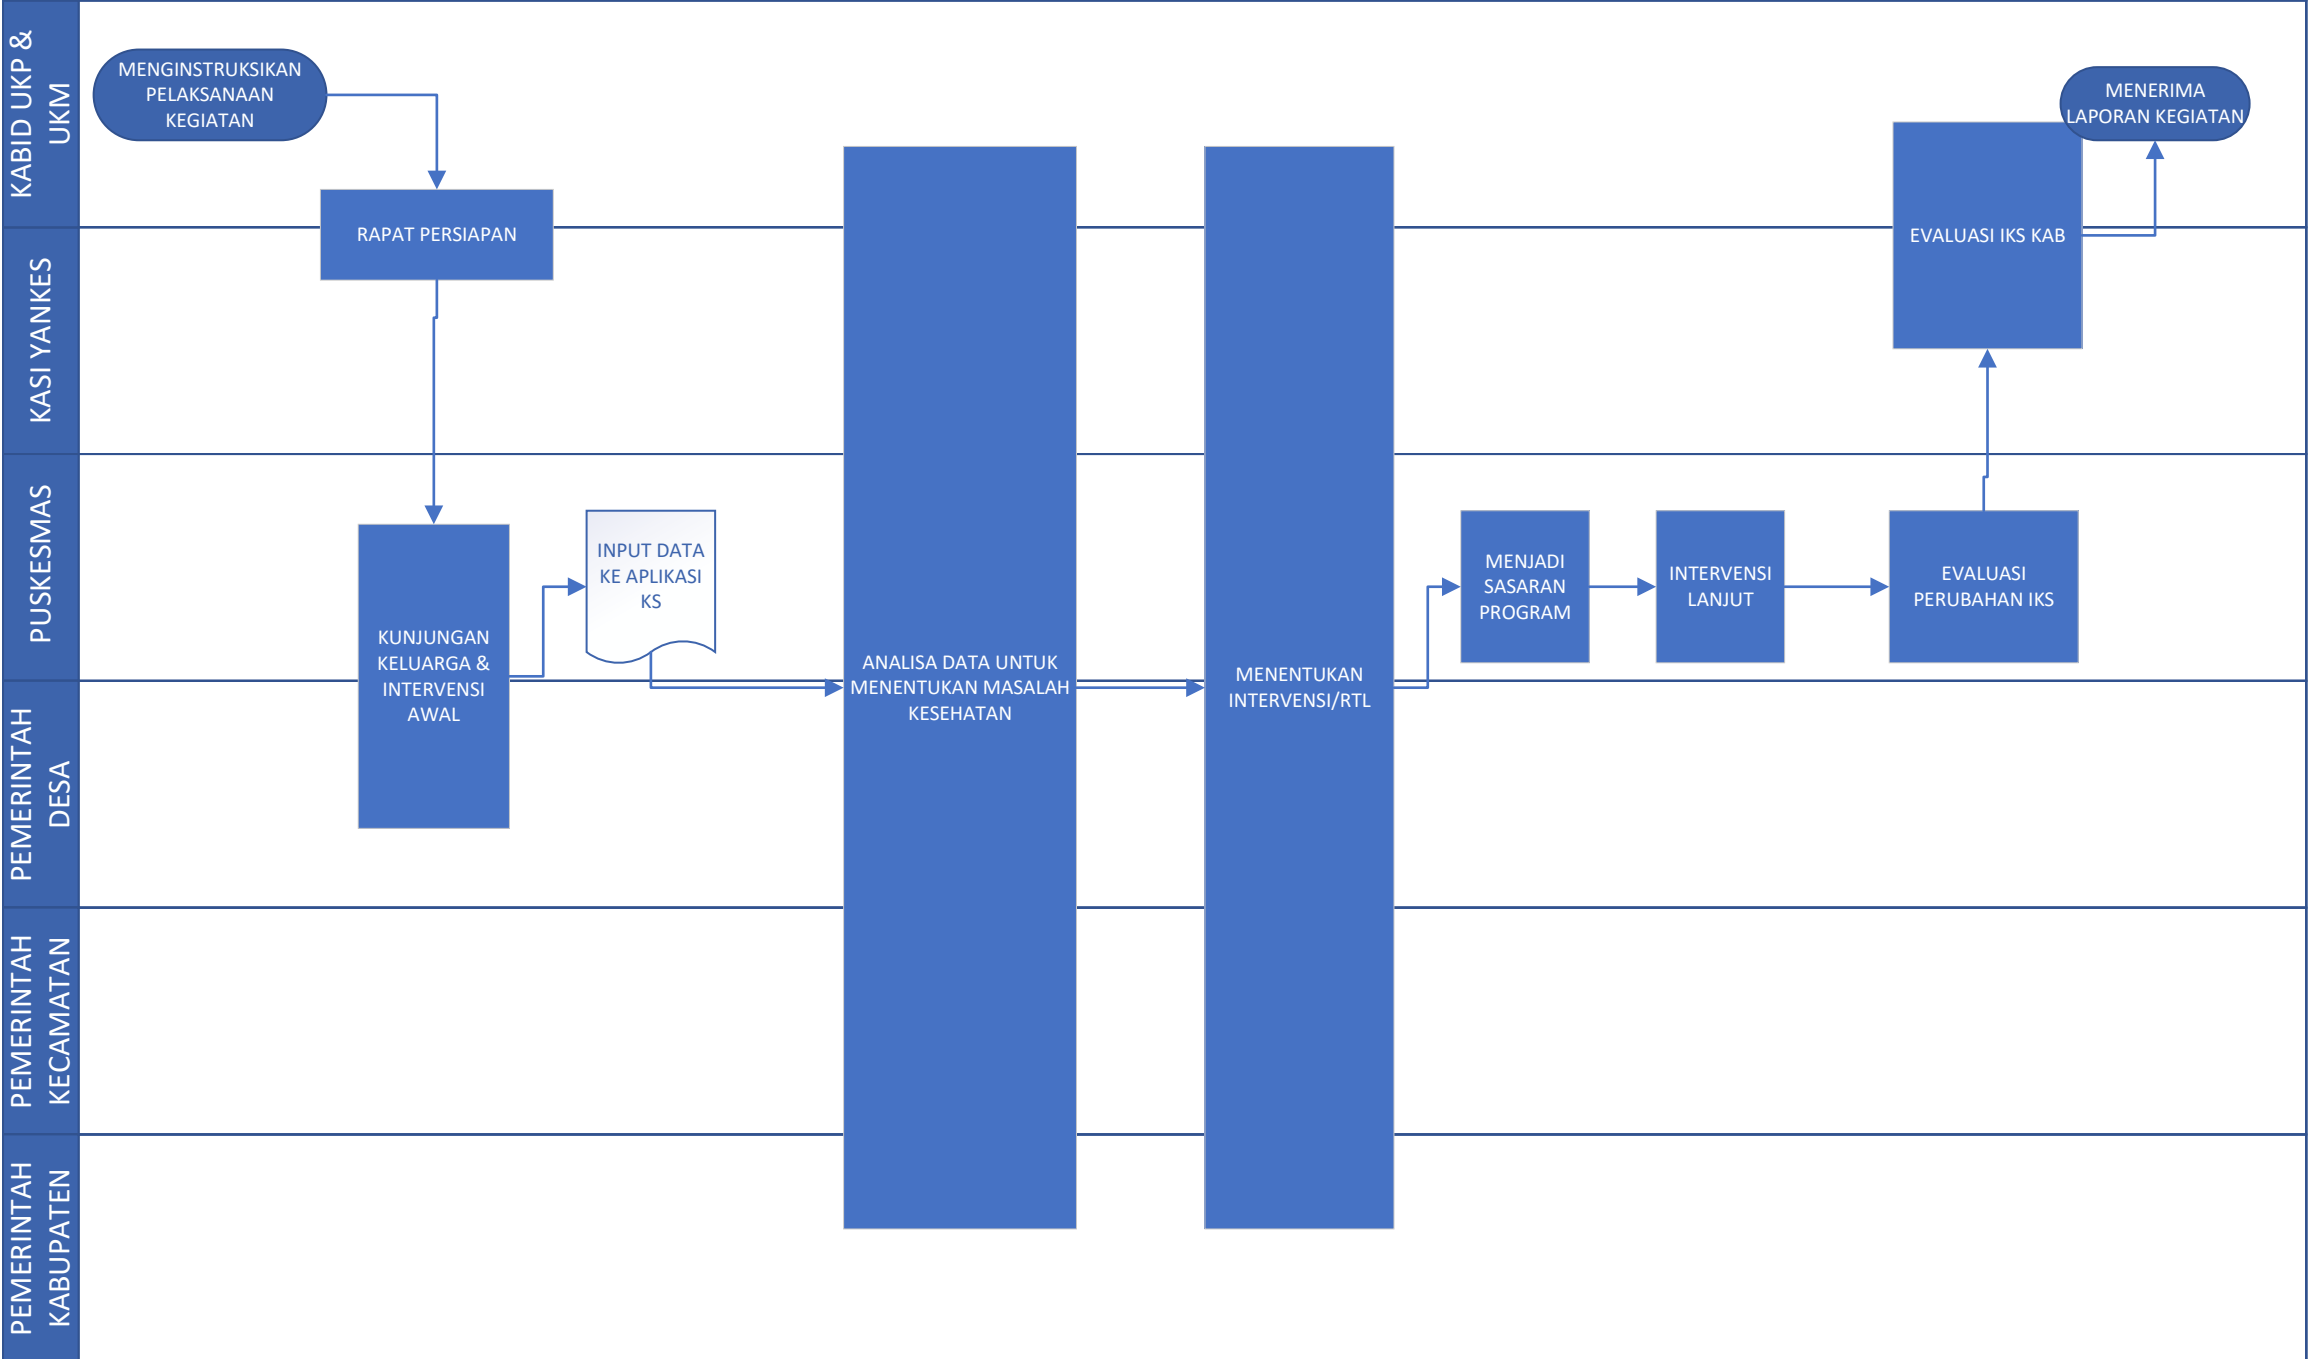 KABID UKP &
UKM
MENGINSTRUKSIKAN
PELAKSANAAN
KEGIATAN
RAPAT PERSIAPAN
MENERIMA
LAPORAN KEGIATAN
EVALUASI IKS KAB
KASI YANKES
PUSKESMAS
KUNJUNGAN
KELUARGA &
INTERVENSI
AWAL
INPUT DATA
KE APLIKASI
KS
ANALISA DATA UNTUK
MENENTUKAN MASALAH
KESEHATAN
MENENTUKAN
INTERVENSI/RTL
MENJADI
SASARAN
PROGRAM
INTERVENSI
LANJUT
EVALUASI
PERUBAHAN IKS
PEMERINTAH
DESA
PEMERINTAH
KECAMATAN
PEMERINTAH
KABUPATEN